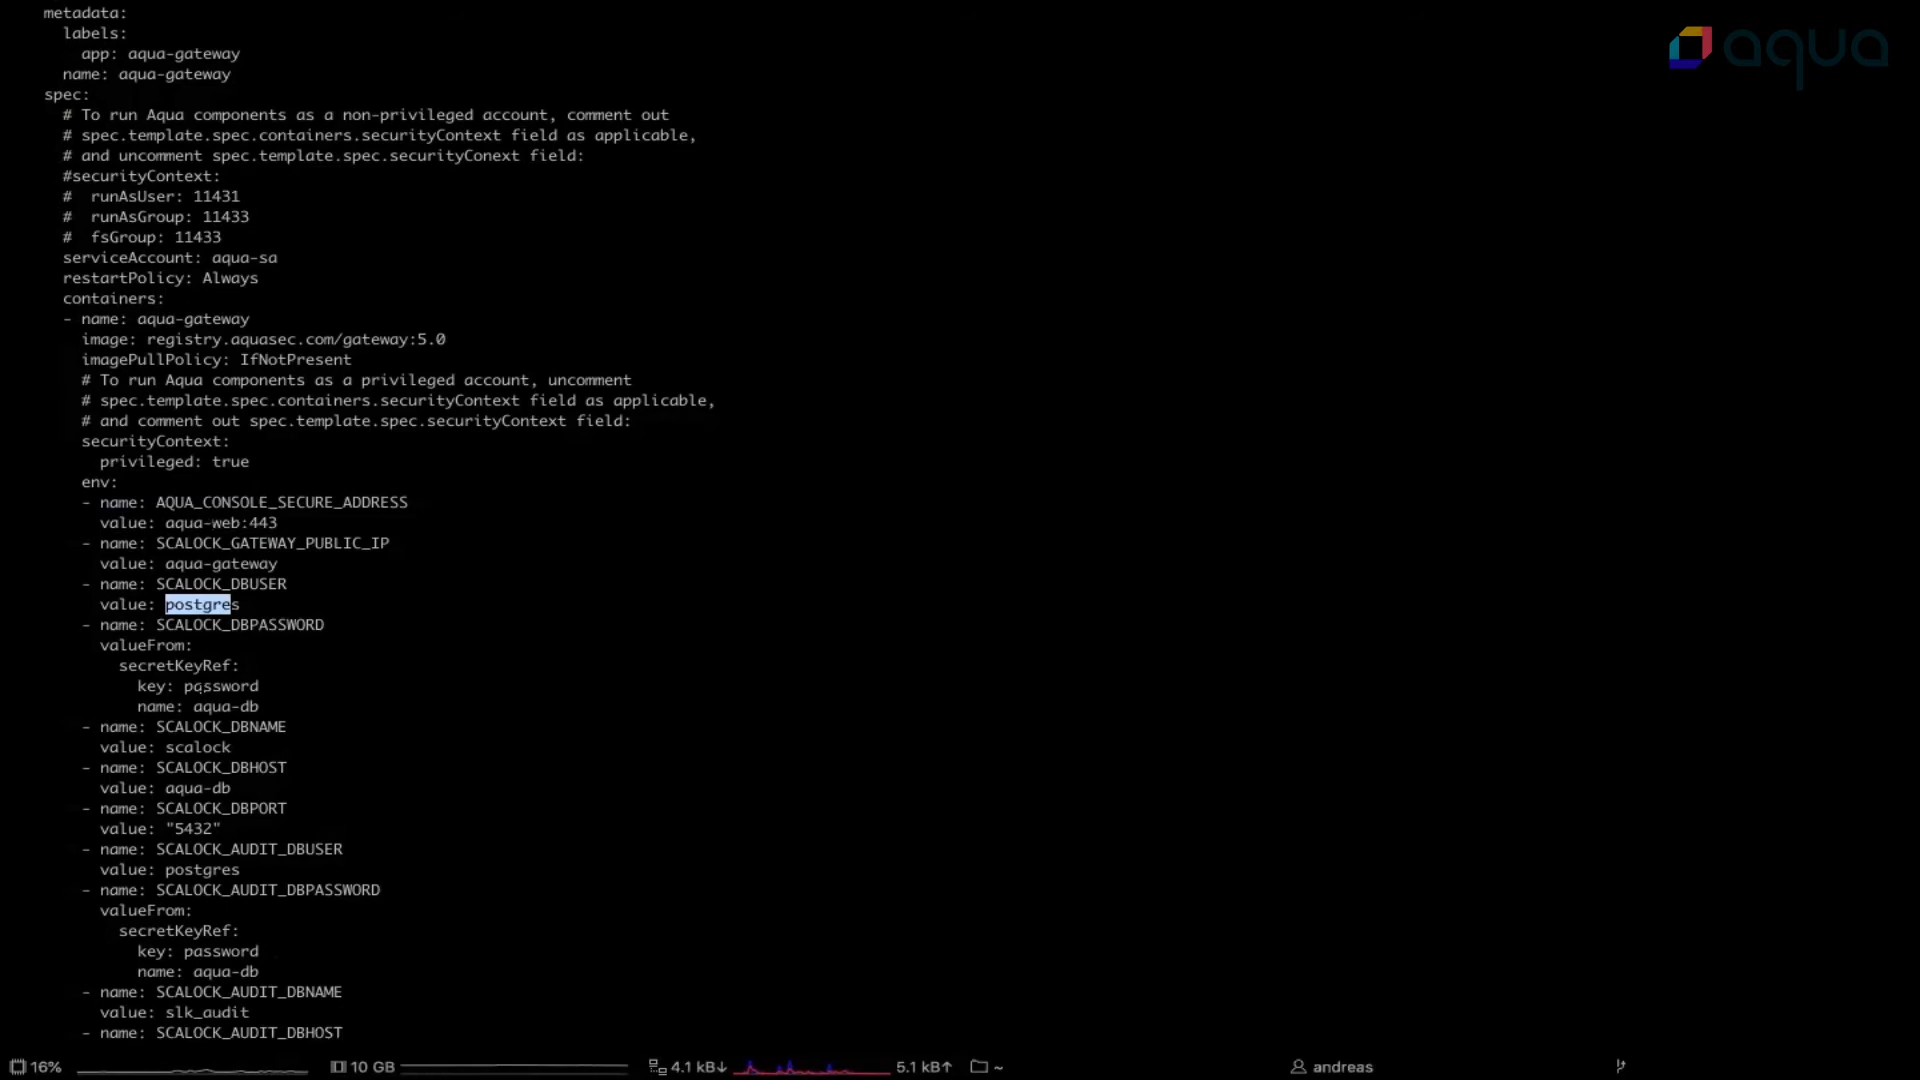 metadata:
labels:
app: aqua-gateway
name: aqua-gateway
spec:
# To run Aqua components as a non-privileged account, comment out
# spec.template.spec.containers.securityContext field as applicable,
# and uncomment spec.template.spec.securityConext field:
#securityContext:
#  runAsUser: 11431
#  runAsGroup: 11433
#  fsGroup: 11433
serviceAccount: aqua-sa
restartPolicy: Always
containers:
- name: aqua-gateway
image: registry.aquasec.com/gateway:5.0
imagePullPolicy: IfNotPresent
# To run Aqua components as a privileged account, uncomment
# spec.template.spec.containers.securityContext field as applicable,
# and comment out spec.template.spec.securityContext field:
securityContext:
privileged: true
env:
- name: AQUA_CONSOLE_SECURE_ADDRESS
value: aqua-web:443
- name: SCALOCK_GATEWAY_PUBLIC_IP
value: aqua-gateway
- name: SCALOCK_DBUSER
value: postgres
- name: SCALOCK_DBPASSWORD
valueFrom:
secretKeyRef:
key: password
name: aqua-db
- name: SCALOCK_DBNAME
value: scalock
- name: SCALOCK_DBHOST
value: aqua-db
- name: SCALOCK_DBPORT
value: "5432"
- name: SCALOCK_AUDIT_DBUSER
value: postgres
- name: SCALOCK_AUDIT_DBPASSWORD
valueFrom:
secretKeyRef:
key: password
name: aqua-db
- name: SCALOCK_AUDIT_DBNAME
value: slk_audit
- name: SCALOCK_AUDIT_DBHOST
16% 10 GB 4.1 kB↓ 5.1 kB↑ ~ andreas
aqua